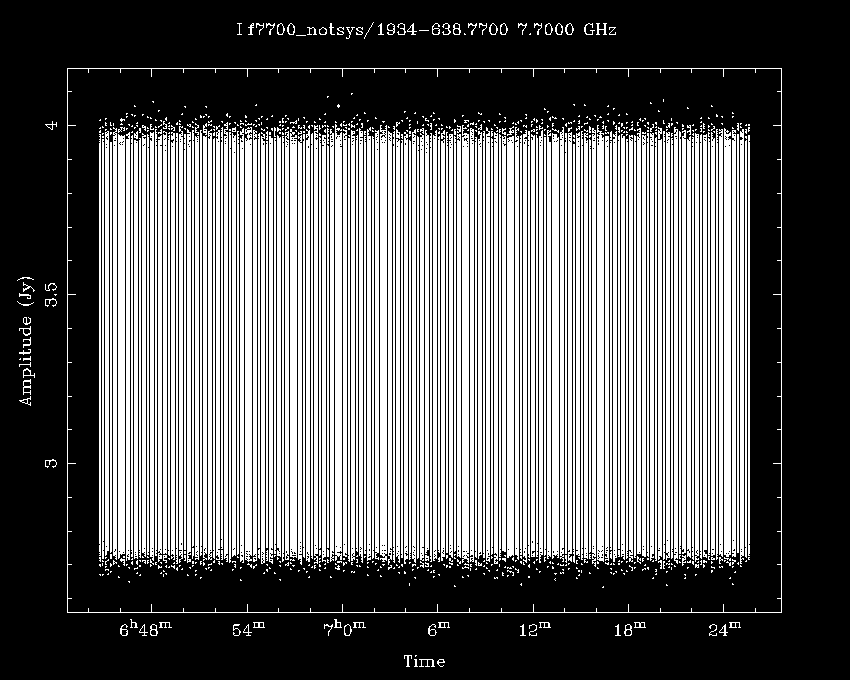 I f7700_notsys/1934−638.7700 7.7000 GHz
4
3.5
3
Amplitude (Jy)
6h48m 54m 7h0m 6m 12m 18m 24m
Time